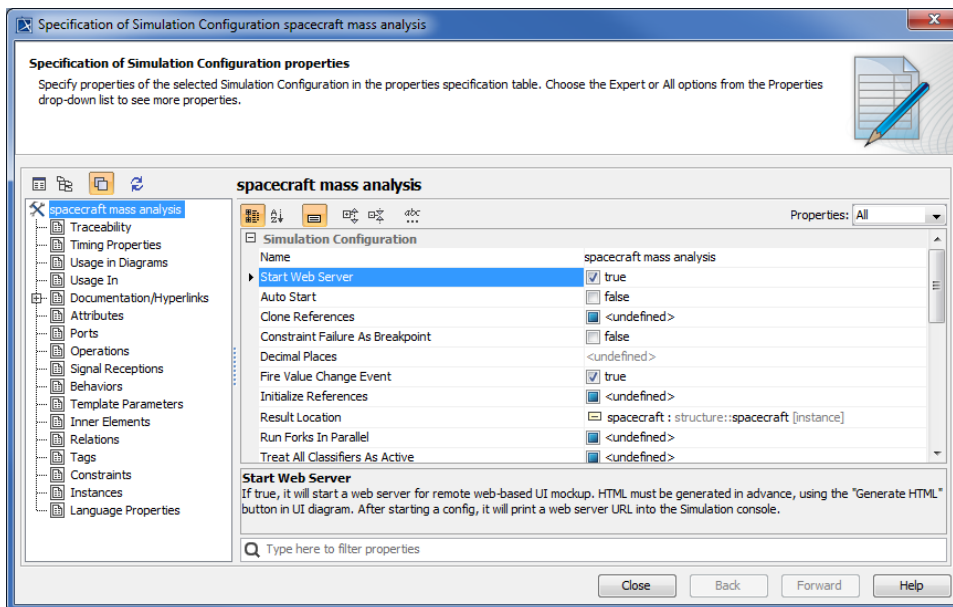 Specification of Simulation Configuration spacecraft mass analysis
Specification of Simulation Configuration properties
Specify properties of the selected Simulation Configuration in the properties specification table. Choose the Expert or All options from the Properties
drop-down list to see more properties.
spacecraft mass analysis
Properties: All
spacecraft mass analysis
Traceability
Timing Properties
Usage in Diagrams
Usage In
Documentation/Hyperlinks
Attributes
Ports
Operations
Signal Receptions
Behaviors
Template Parameters
Inner Elements
Relations
Tags
Constraints
Instances
Language Properties
abc
Simulation Configuration
Name spacecraft mass analysis
Start Web Server true
Auto Start false
Clone References <undefined>
Constraint Failure As Breakpoint false
Decimal Places <undefined>
Fire Value Change Event true
Initialize References <undefined>
Result Location spacecraft : structure::spacecraft [instance]
Run Forks In Parallel <undefined>
Treat All Classifiers As Active <undefined>
Start Web Server
If true, it will start a web server for remote web-based UI mockup. HTML must be generated in advance, using the "Generate HTML"
button in UI diagram. After starting a config, it will print a web server URL into the Simulation console.
Type here to filter properties
Close Back Forward Help